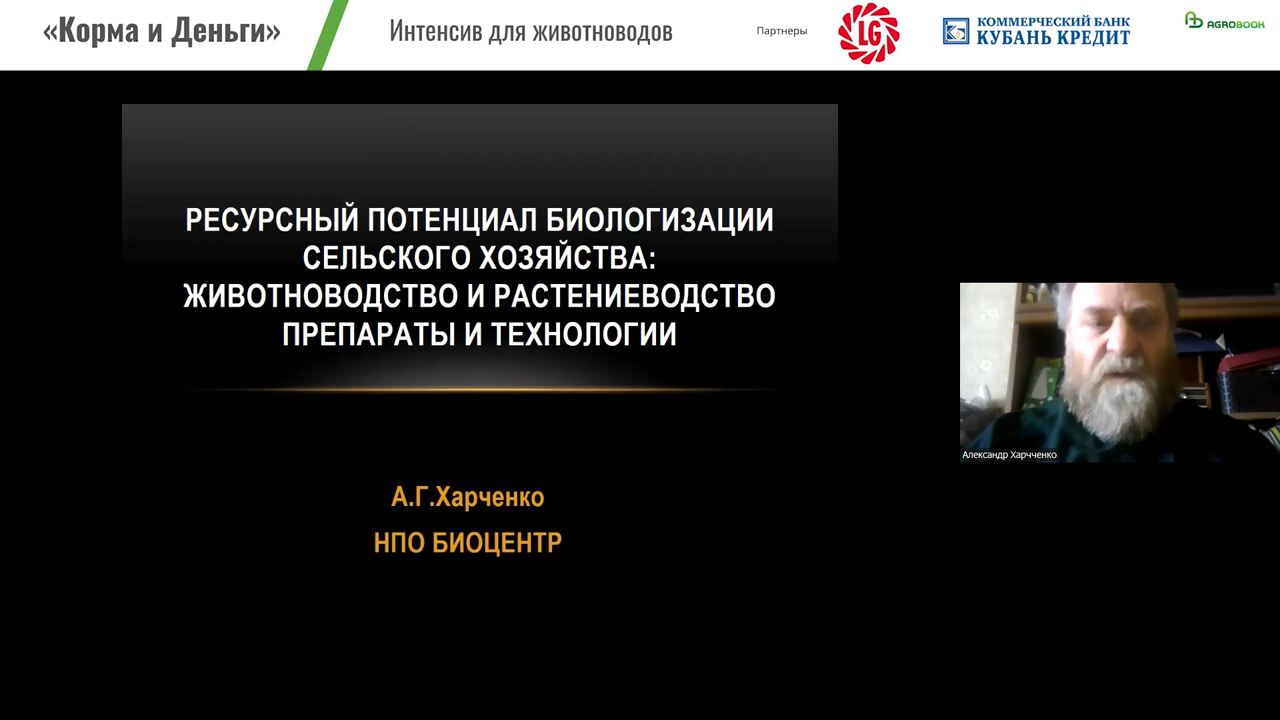 «Корма и Деньги»
Интенсив для животноводов
Партнеры
LG
КОММЕРЧЕСКИЙ БАНК
КУБАНЬ КРЕДИТ
AGROBOOK
РЕСУРСНЫЙ ПОТЕНЦИАЛ БИОЛОГИЗАЦИИ
СЕЛЬСКОГО ХОЗЯЙСТВА:
ЖИВОТНОВОДСТВО И РАСТЕНИЕВОДСТВО
ПРЕПАРАТЫ И ТЕХНОЛОГИИ
А.Г.Харченко
НПО БИОЦЕНТР
Александр Харчченко